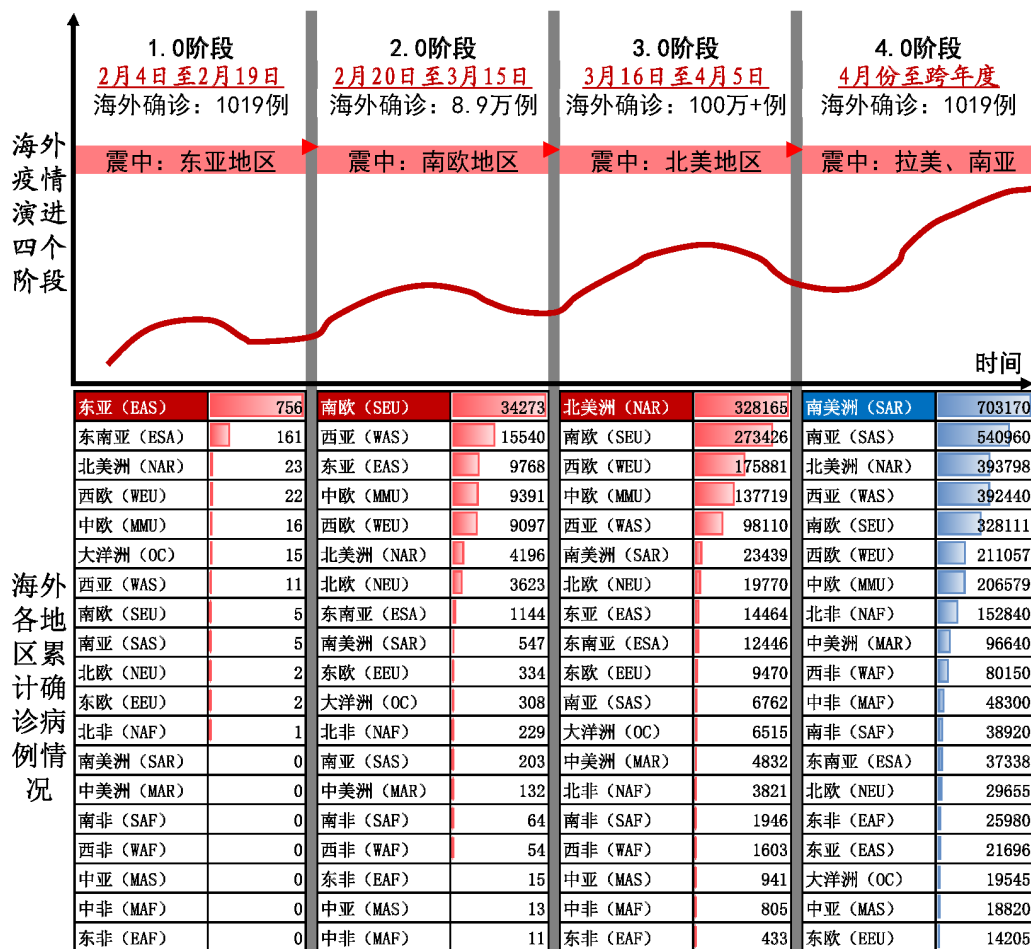 1.0阶段
2月4日至2月19日
海外确诊：1019例
2.0阶段
2月20日至3月15日
海外确诊：8.9万例
3.0阶段
3月16日至4月5日
海外确诊：100万+例
4.0阶段
4月份至跨年度
海外确诊：1019例
海外
疫情
演进
四个
阶段
震中：东亚地区
震中：南欧地区
震中：北美地区
震中：拉美、南亚
时间
海外
各地
区累
计确
诊病
例情
况
东亚（EAS） 756 南欧（SEU） 34273 北美洲（NAR） 328165 南美洲（SAR） 703170
东南亚（ESA） 161 西亚（WAS） 15540 南欧（SEU） 273426 南亚（SAS） 540960
北美洲（NAR） 23 东亚（EAS） 9768 西欧（WEU） 175881 北美洲（NAR） 393798
西欧（WEU） 22 中欧（MMU） 9391 中欧（MMU） 137719 西亚（WAS） 392440
中欧（MMU） 16 西欧（WEU） 9097 西亚（WAS） 98110 南欧（SEU） 328111
大洋洲（OC） 15 北美洲（NAR） 4196 南美洲（SAR） 23439 西欧（WEU） 211057
西亚（WAS） 11 北欧（NEU） 3623 北欧（NEU） 19770 中欧（MMU） 206579
南欧（SEU） 5 东南亚（ESA） 1144 东亚（EAS） 14464 北非（NAF） 152840
南亚（SAS） 5 南美洲（SAR） 547 东南亚（ESA） 12446 中美洲（MAR） 96640
北欧（NEU） 2 东欧（EEU） 334 东欧（EEU） 9470 西非（WAF） 80150
东欧（EEU） 2 大洋洲（OC） 308 南亚（SAS） 6762 中非（MAF） 48300
北非（NAF） 1 北非（NAF） 229 大洋洲（OC） 6515 南非（SAF） 38920
南美洲（SAR） 0 南亚（SAS） 203 中美洲（MAR） 4832 东南亚（ESA） 37338
中美洲（MAR） 0 中美洲（MAR） 132 北非（NAF） 3821 北欧（NEU） 29655
南非（SAF） 0 南非（SAF） 64 南非（SAF） 1946 东非（EAF） 25980
西非（WAF） 0 西非（WAF） 54 西非（WAF） 1603 东亚（EAS） 21696
中亚（MAS） 0 东非（EAF） 15 中亚（MAS） 941 大洋洲（OC） 19545
中非（MAF） 0 中亚（MAS） 13 中非（MAF） 805 中亚（MAS） 18820
东非（EAF） 0 中非（MAF） 11 东非（EAF） 433 东欧（EEU） 14205